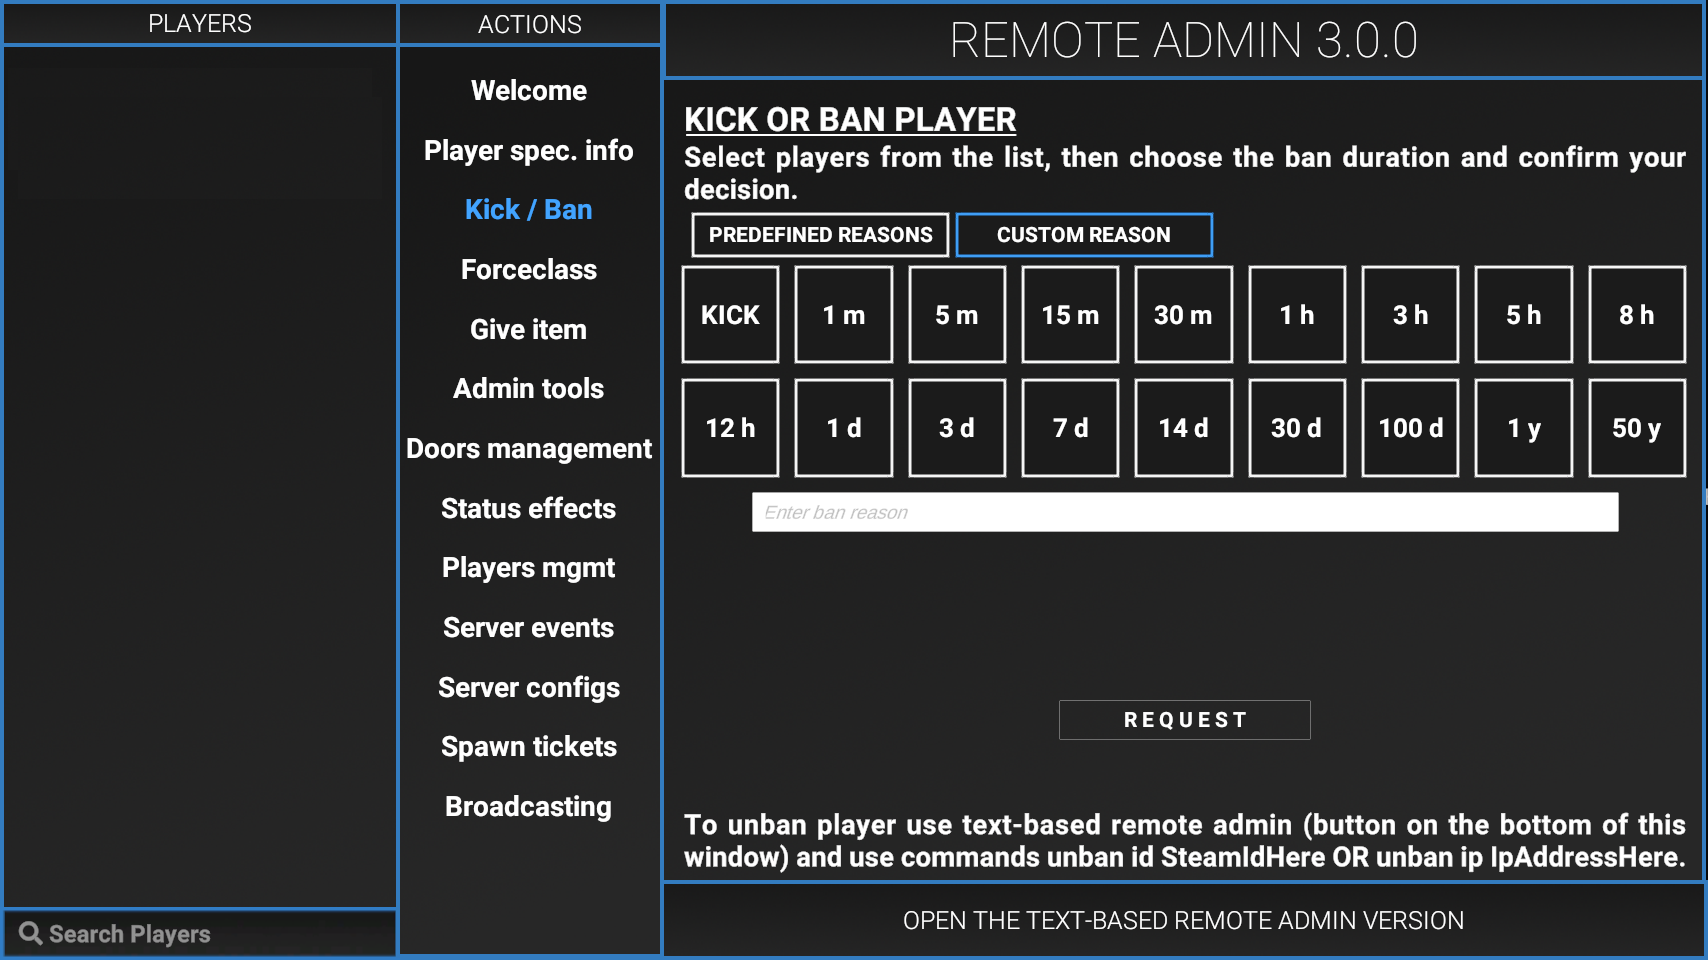 PLAYERS
Search Players
ACTIONS
Welcome
Player spec. info
Kick / Ban
Forceclass
Give item
Admin tools
Doors management
Status effects
Players mgmt
Server events
Server configs
Spawn tickets
Broadcasting
REMOTE ADMIN 3.0.0
KICK OR BAN PLAYER
Select players from the list, then choose the ban duration and confirm your
decision.
PREDEFINED REASONS CUSTOM REASON
KICK 1 m 5 m 15 m 30 m 1 h 3 h 5 h 8 h
12 h 1 d 3 d 7 d 14 d 30 d 100 d 1 y 50 y
Enter ban reason
REQUEST
To unban player use text-based remote admin (button on the bottom of this
window) and use commands unban id SteamIdHere OR unban ip IpAddressHere.
OPEN THE TEXT-BASED REMOTE ADMIN VERSION